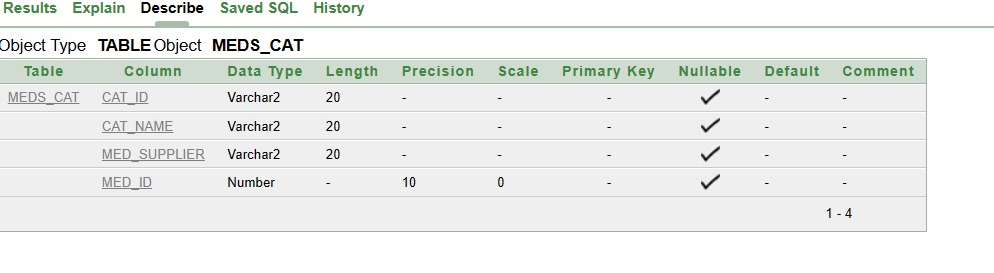 Results Explain Describe Saved SQL History
Object Type TABLE Object MEDS_CAT
Table Column Data Type Length Precision Scale Primary Key Nullable Default Comment
MEDS_CAT CAT_ID Varchar2 20 - - - ✓ - -
CAT_NAME Varchar2 20 - - - ✓ - -
MED_SUPPLIER Varchar2 20 - - - ✓ - -
MED_ID Number - 10 0 - ✓ - -
1 - 4